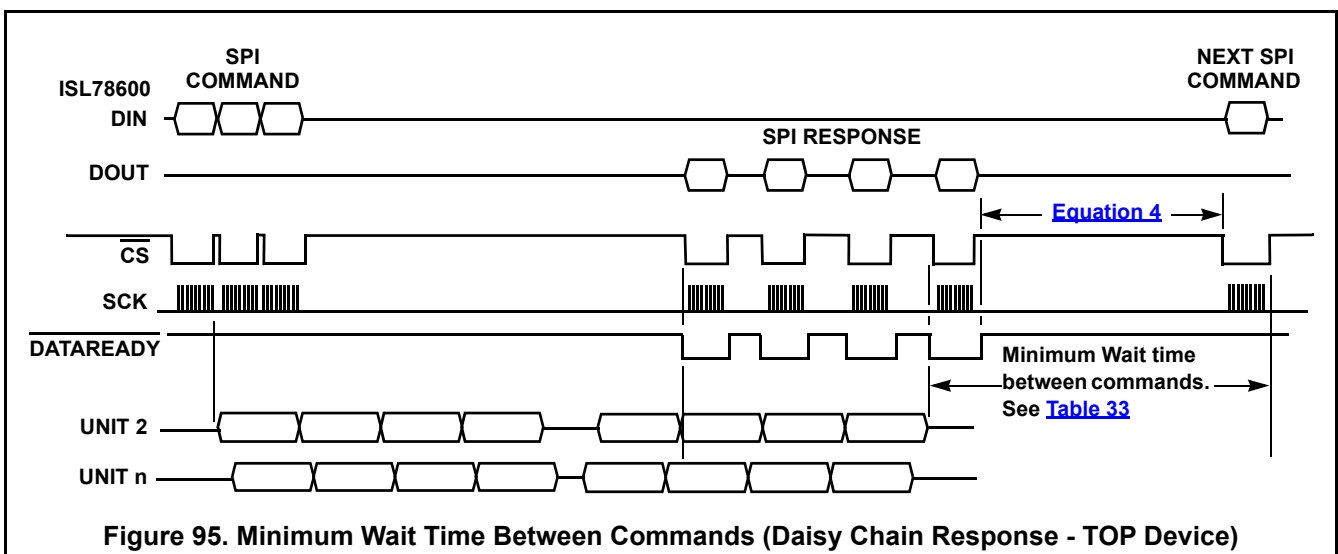 SPI
COMMAND
NEXT SPI
COMMAND
ISL78600
DIN
SPI RESPONSE
DOUT
Equation 4
CS
SCK
DATAREADY
Minimum Wait time
between commands.
See Table 33
UNIT 2
UNIT n
Figure 95. Minimum Wait Time Between Commands (Daisy Chain Response - TOP Device)